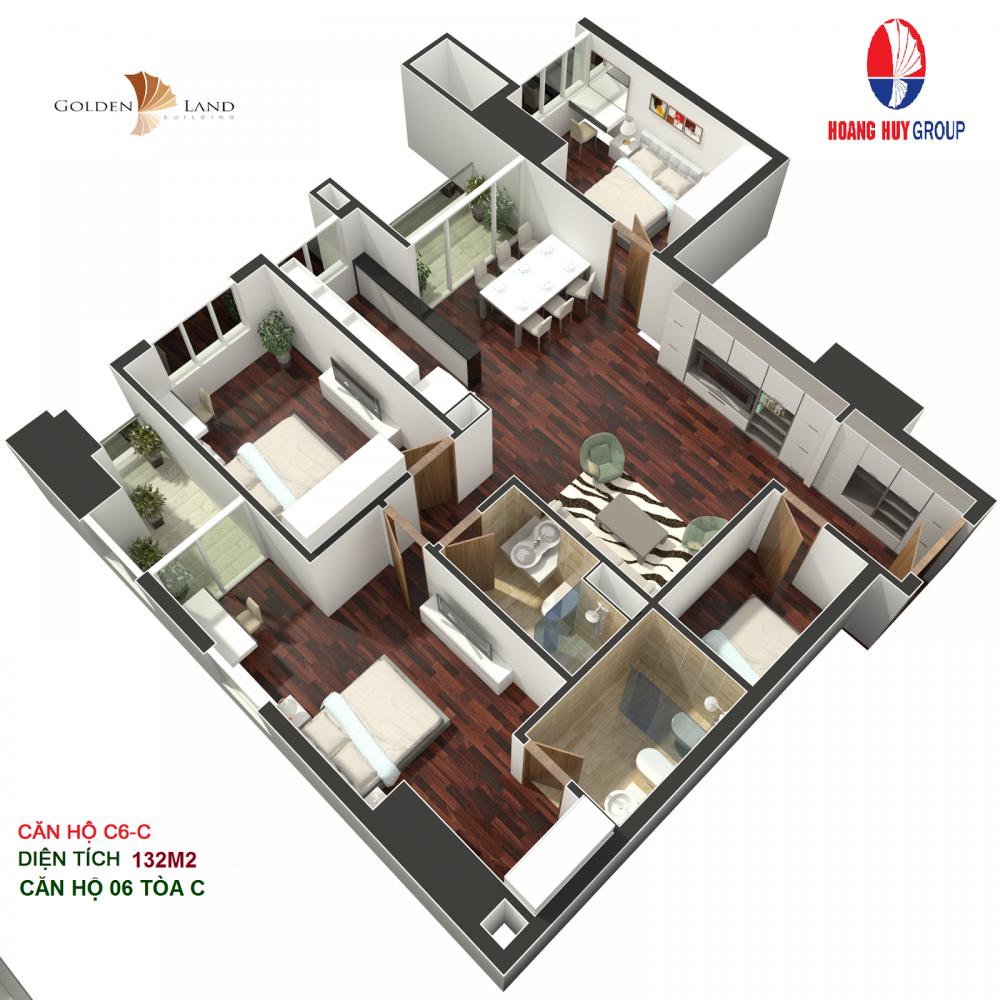 GOLDEN LAND
BUILDING
HOANG HUY GROUP
CĂN HỘ C6-C
DIỆN TÍCH 132M2
CĂN HỘ 06 TÒA C